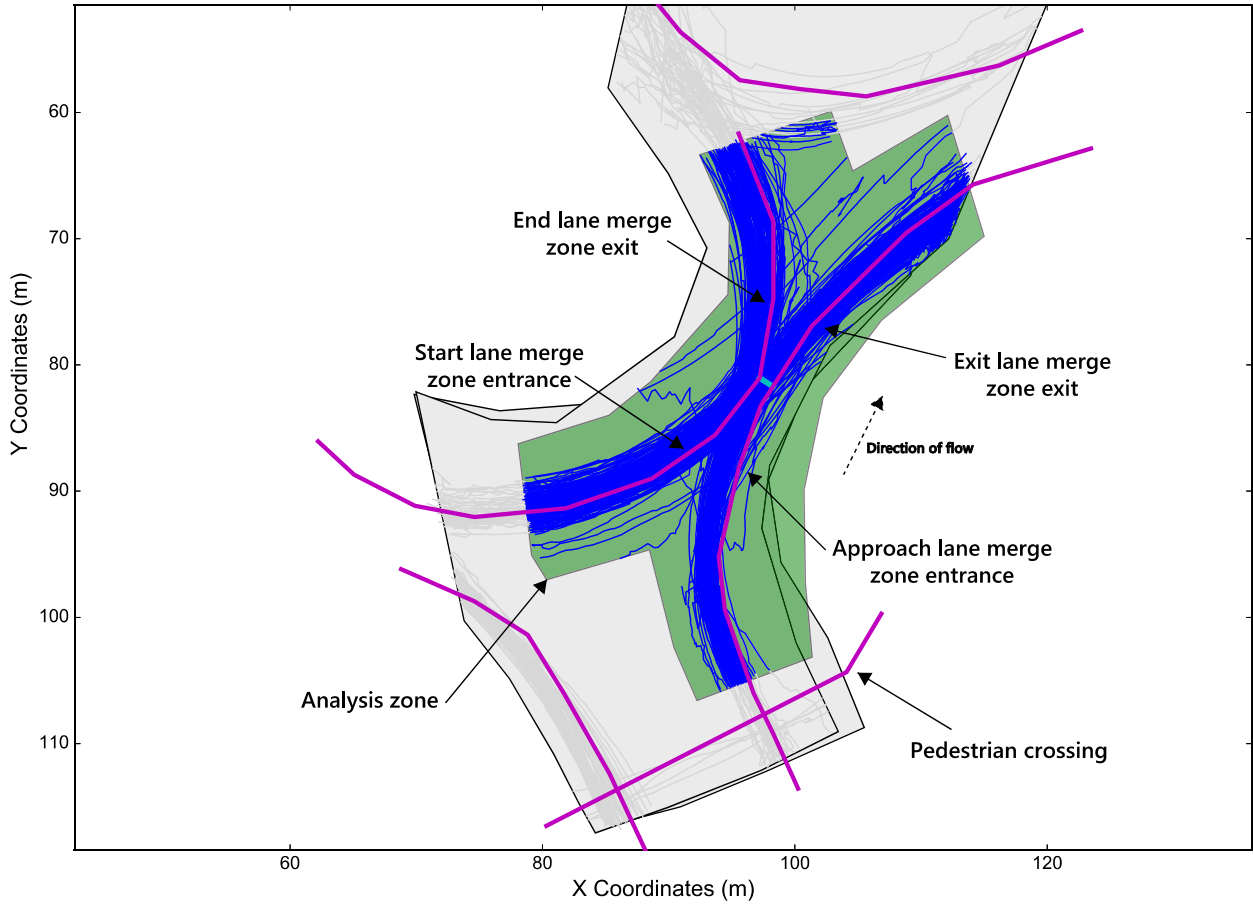 60
70
80
90
100
110
Y Coordinates (m)
60
80
100
120
X Coordinates (m)
End lane merge
zone exit
Start lane merge
zone entrance
Exit lane merge
zone exit
Direction of flow
Approach lane merge
zone entrance
Analysis zone
Pedestrian crossing